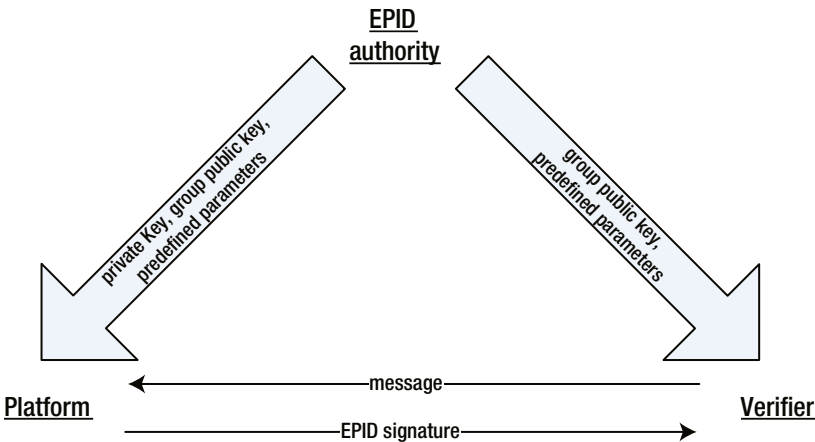 EPID
authority
private Key, group public key,
predefined parameters
group public key,
predefined parameters
message
Platform
Verifier
EPID signature